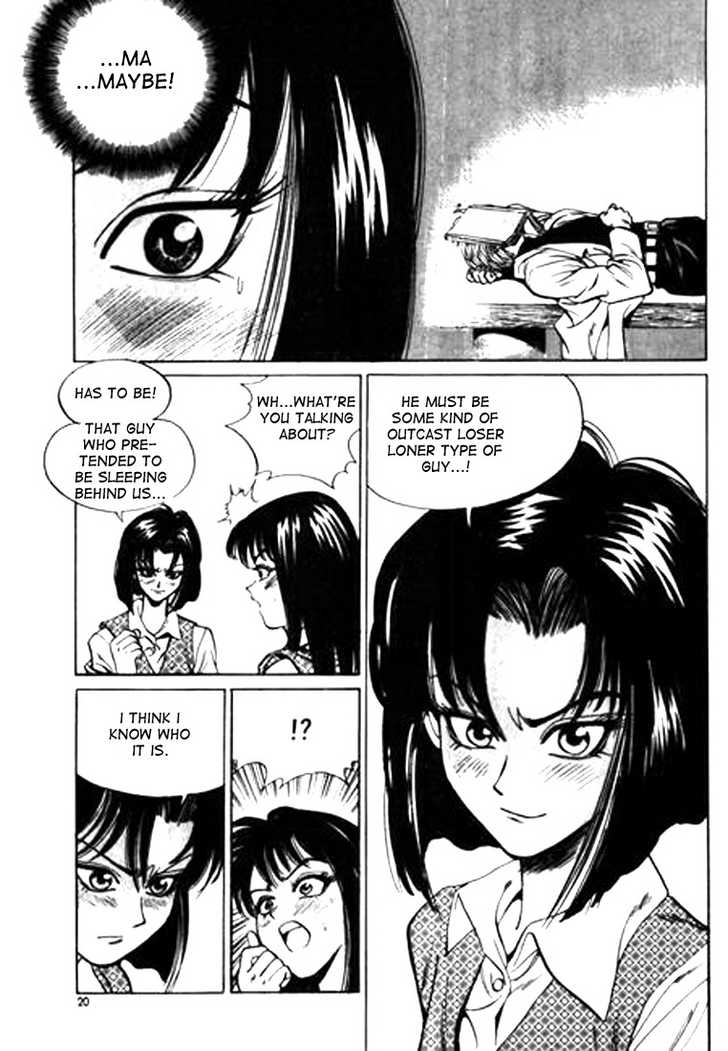 ...MA
...MAYBE!
HE MUST BE
SOME KIND OF
OUTCAST LOSER
LONER TYPE OF
GUY...!
WH...WHAT'RE
YOU TALKING
ABOUT?
HAS TO BE!
THAT GUY
WHO PRE-
TENDED TO
BE SLEEPING
BEHIND US...
!?
I THINK I
KNOW WHO
IT IS.
20